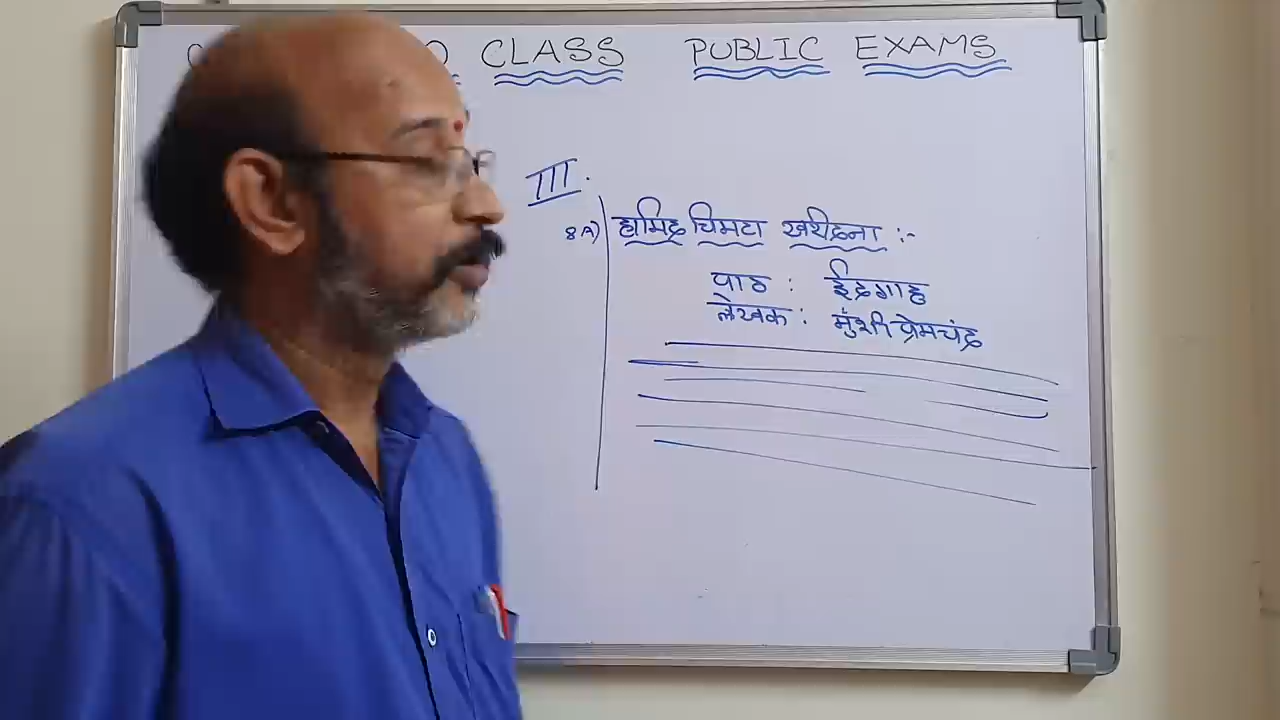 CLASS PUBLIC EXAMS
III.
8A) हामिद चिमटा खरीदना :-
पाठ : ईदगाह
लेखक : मुंशी प्रेमचंद